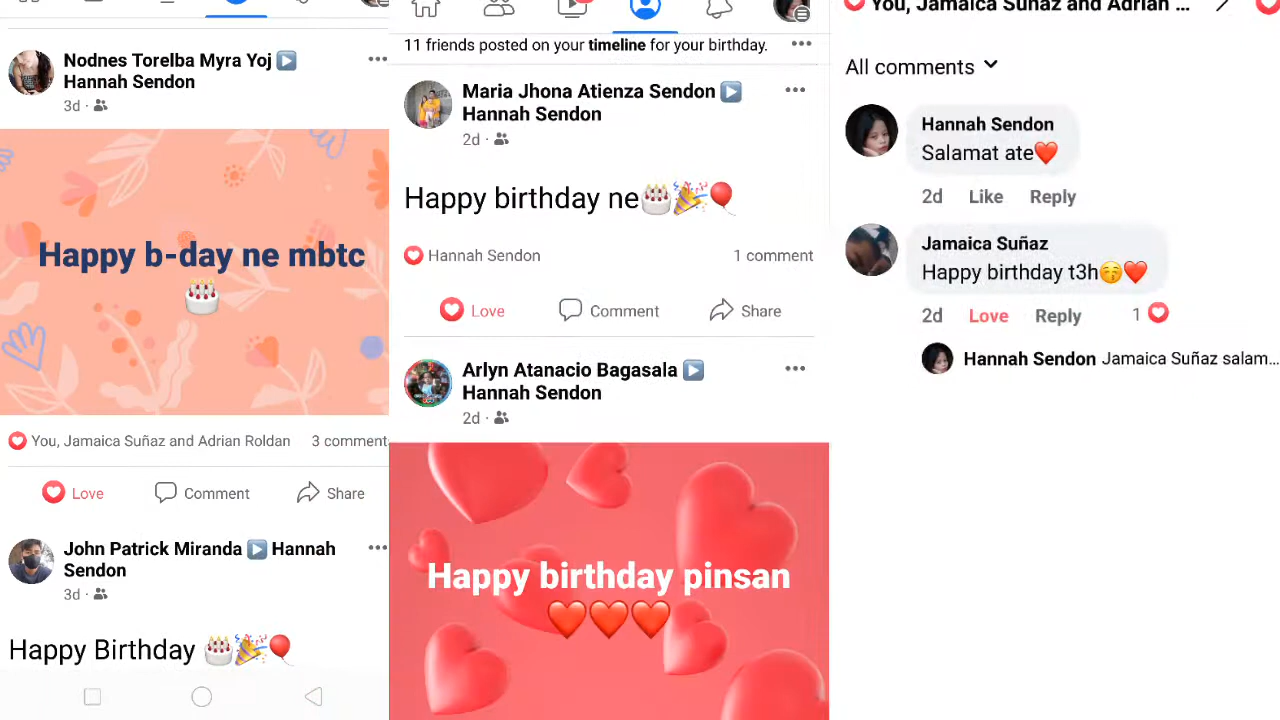 Nodnes Torelba Myra Yoj ▶️
Hannah Sendon
3d ·
Happy b-day ne mbtc
🎂
You, Jamaica Suñaz and Adrian Roldan 3 comment
Love Comment Share
John Patrick Miranda ▶️ Hannah
Sendon
3d ·
Happy Birthday 🎂🎉🎈
11 friends posted on your timeline for your birthday.
Maria Jhona Atienza Sendon ▶️
Hannah Sendon
2d ·
Happy birthday ne🎂🎉🎈
Hannah Sendon 1 comment
Love Comment Share
Arlyn Atanacio Bagasala ▶️
Hannah Sendon
2d ·
Happy birthday pinsan
❤️❤️❤️
You, Jamaica Suñaz and Adrian ...
All comments
Hannah Sendon
Salamat ate❤️
2d Like Reply
Jamaica Suñaz
Happy birthday t3h😚❤️
2d Love Reply 1
Hannah Sendon Jamaica Suñaz salam...